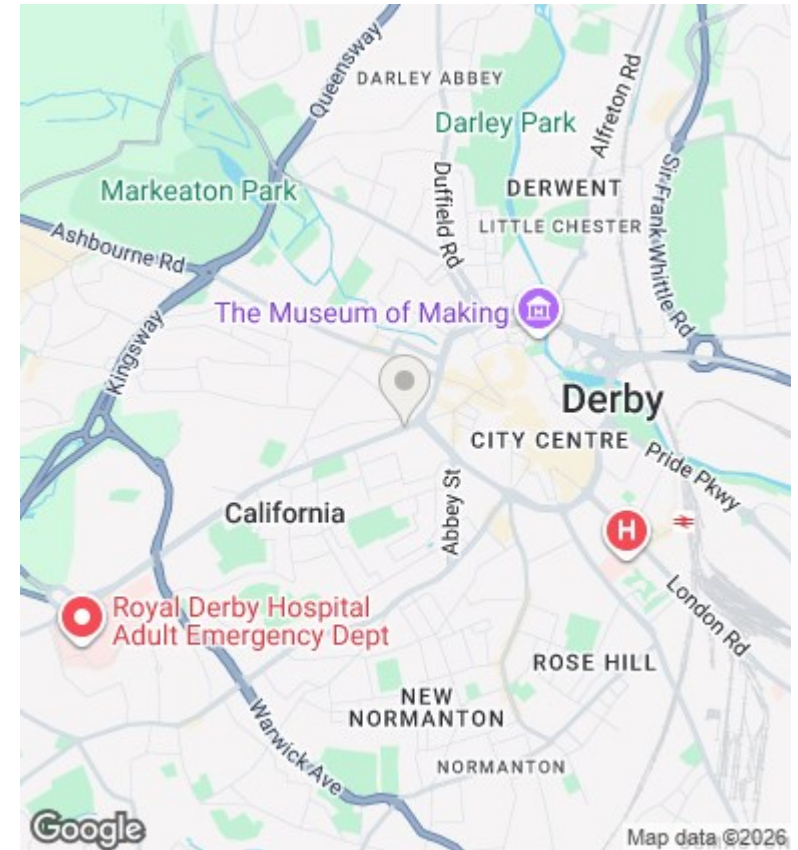 Queensway
DARLEY ABBEY
Alfreton Rd
Darley Park
Markeaton Park
Duffield Rd
DERWENT
LITTLE CHESTER
Sir Frank Whittle Rd
Ashbourne Rd
The Museum of Making
Kingsway
Derby
CITY CENTRE
Pride Pkwy
Abbey St
California
H
Royal Derby Hospital
Adult Emergency Dept
London Rd
ROSE HILL
NEW
NORMANTON
Warwick Ave
NORMANTON
Google
Map data ©2026